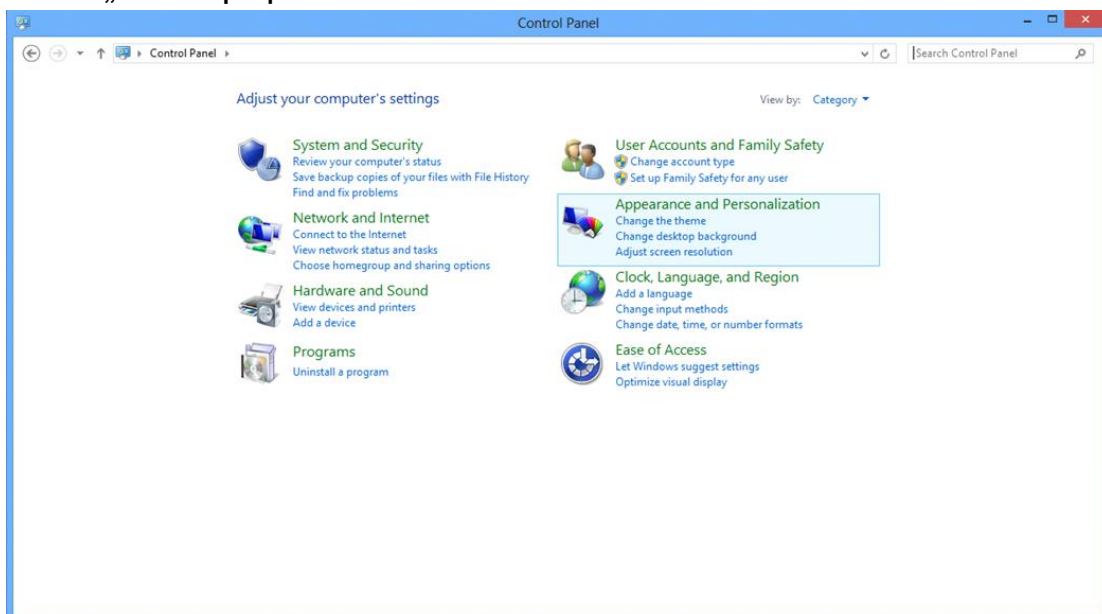 Control Panel
Control Panel
Search Control Panel
Adjust your computer's settings
View by: Category
System and Security
Review your computer's status
Save backup copies of your files with File History
Find and fix problems
Network and Internet
Connect to the Internet
View network status and tasks
Choose homegroup and sharing options
Hardware and Sound
View devices and printers
Add a device
Programs
Uninstall a program
User Accounts and Family Safety
Change account type
Set up Family Safety for any user
Appearance and Personalization
Change the theme
Change desktop background
Adjust screen resolution
Clock, Language, and Region
Add a language
Change input methods
Change date, time, or number formats
Ease of Access
Let Windows suggest settings
Optimize visual display